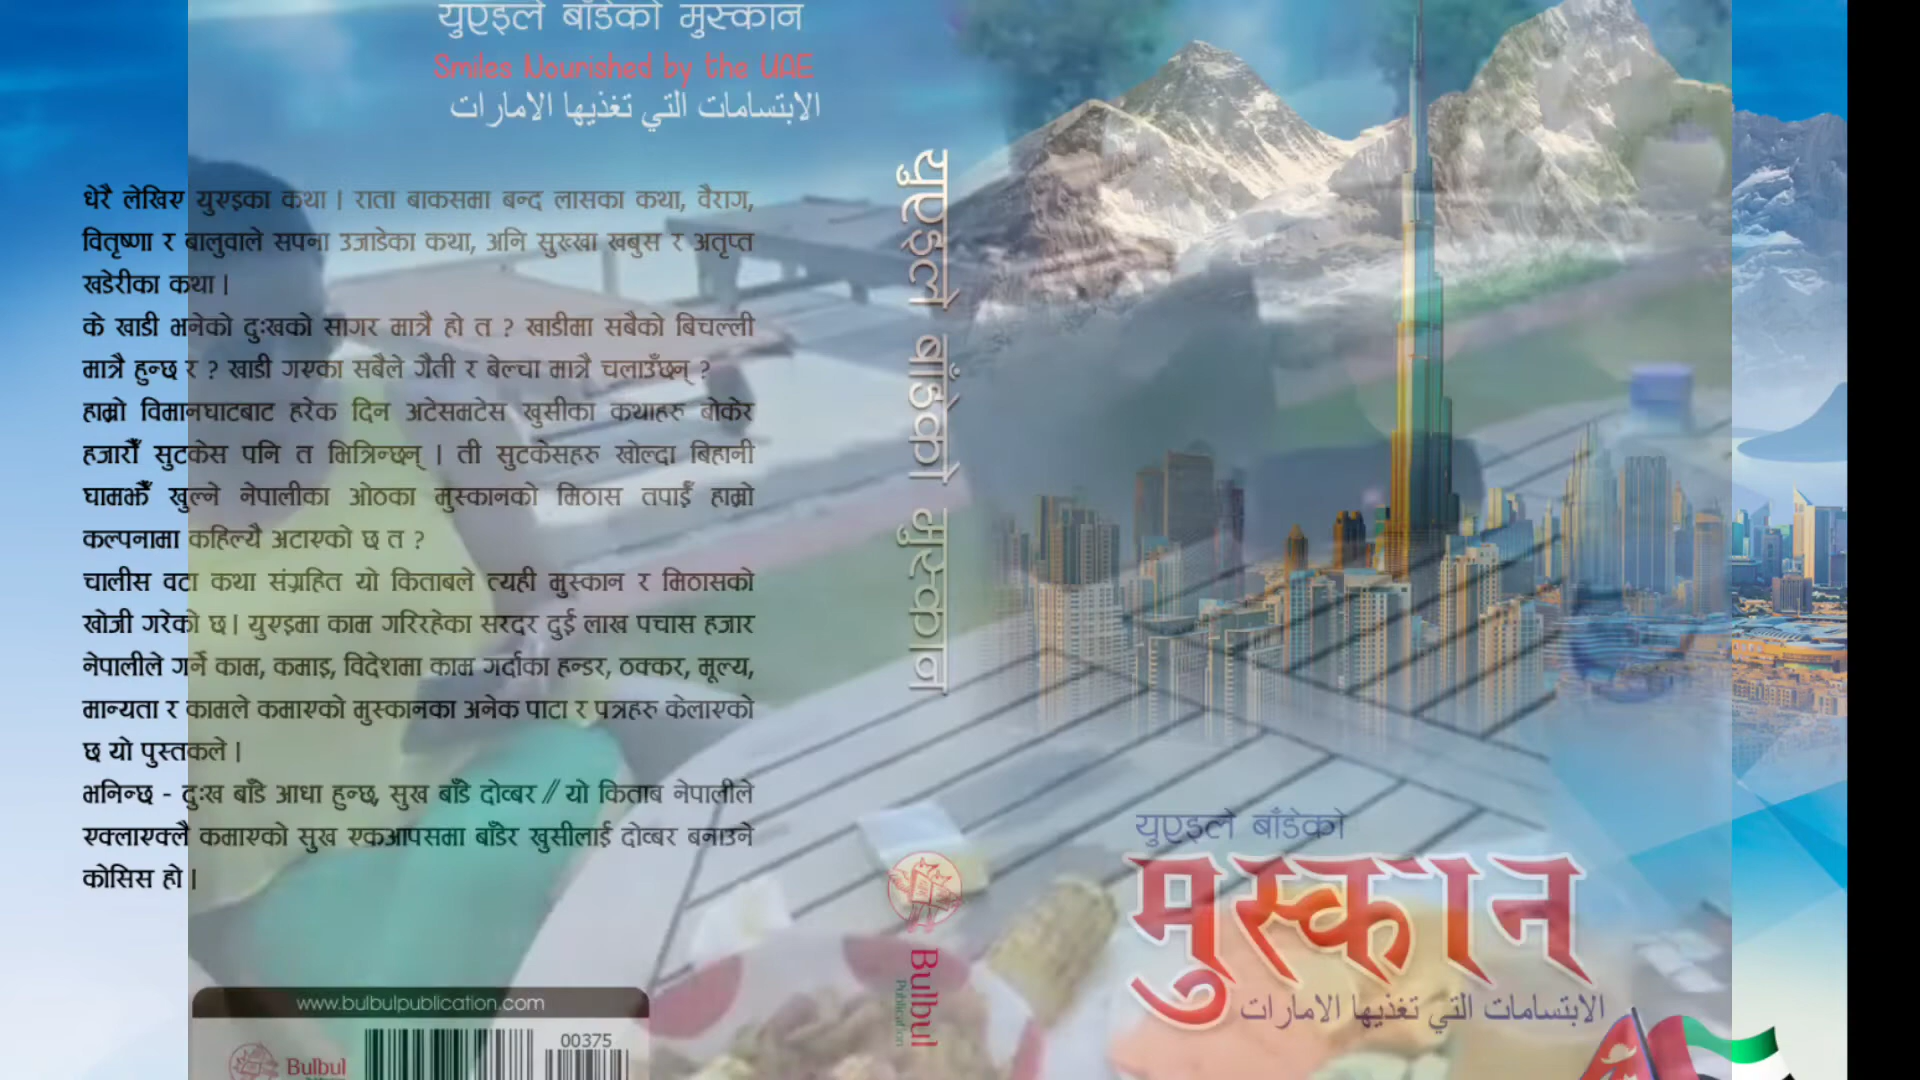 युएइले बाँडेको मुस्कान
Smiles Nourished by the UAE
الابتسامات التي تغذيها الامارات
धेरै लेखिए युएइका कथा । राता बाकसमा बन्द लासका कथा, वैराग,
वितृष्णा र बालुवाले सपना उजाडेका कथा, अनि सुख्खा खबुस र अतृप्त
खडेरीका कथा ।
के खाडी भनेको दुःखको सागर मात्रै हो त ? खाडीमा सबैको बिचल्ली
मात्रै हुन्छ र ? खाडी गएका सबैले गैती र बेल्चा मात्रै चलाउँछन् ?
हाम्रो विमानघाटबाट हरेक दिन अटेसमटेस खुसीका कथाहरु बोकेर
हजारौँ सुटकेस पनि त भित्रिन्छन् । ती सुटकेसहरु खोल्दा बिहानी
घामझैँ खुल्ने नेपालीका ओठका मुस्कानको मिठास तपाईँ हाम्रो
कल्पनामा कहिल्यै अटाएको छ त ?
चालीस वटा कथा संग्रहित यो किताबले त्यही मुस्कान र मिठासको
खोजी गरेको छ । युएइमा काम गरिरहेका सरदर दुई लाख पचास हजार
नेपालीले गर्ने काम, कमाइ, विदेशमा काम गर्दाका हन्डर, ठक्कर, मूल्य,
मान्यता र कामले कमाएको मुस्कानका अनेक पाटा र पत्रहरु केलाएको
छ यो पुस्तकले ।
भनिन्छ - दुःख बाँडे आधा हुन्छ, सुख बाँडे दोव्बर // यो किताब नेपालीले
एक्लाएक्लै कमाएको सुख एकआपसमा बाँडेर खुसीलाई दोव्बर बनाउने
कोसिस हो ।
www.bulbulpublication.com
00375
Bulbul
युएइले बाँडेको मुस्कान
Bulbul
Publication
युएइले बाँडेको
मुस्कान
الابتسامات التي تغذيها الامارات